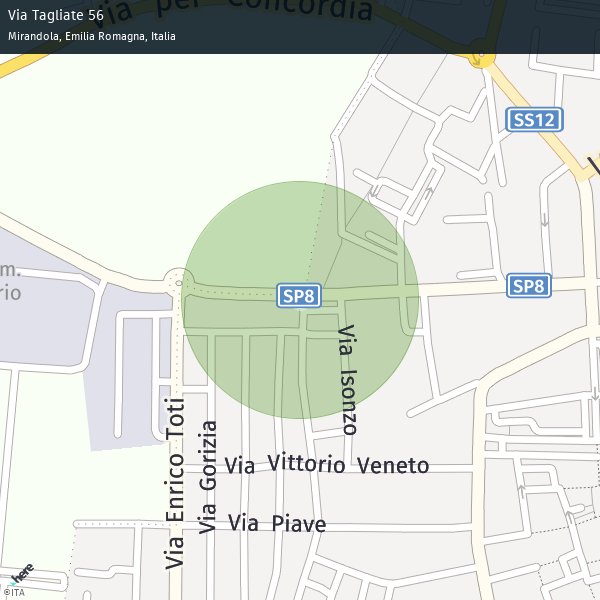 Via Tagliate 56
Mirandola, Emilia Romagna, Italia
Via per Concordia
SS12
m.
rio
SP8
SP8
Via Isonzo
Via Enrico Toti
Via Gorizia
Via Vittorio Veneto
Via Piave
here
©ITA